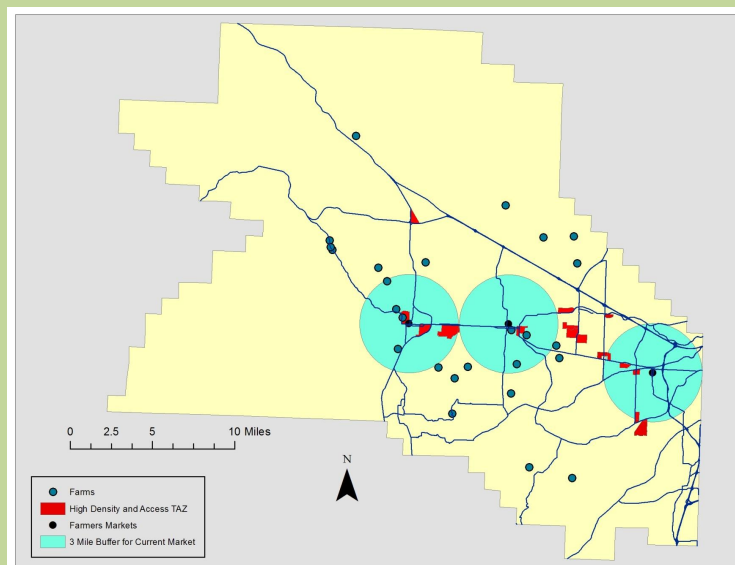 0 2.5 5 10 Miles
N
Farms
High Density and Access TAZ
Farmers Markets
3 Mile Buffer for Current Market